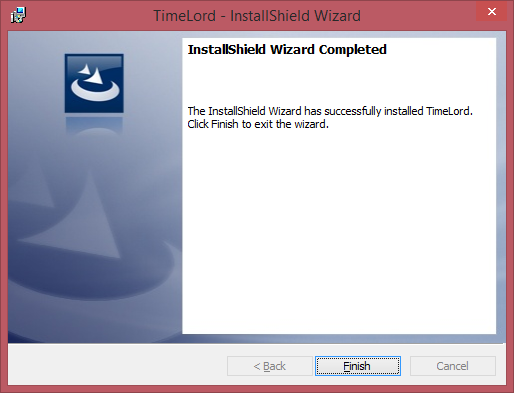 TimeLord - InstallShield Wizard
InstallShield Wizard Completed
The InstallShield Wizard has successfully installed TimeLord.
Click Finish to exit the wizard.
< Back
Finish
Cancel